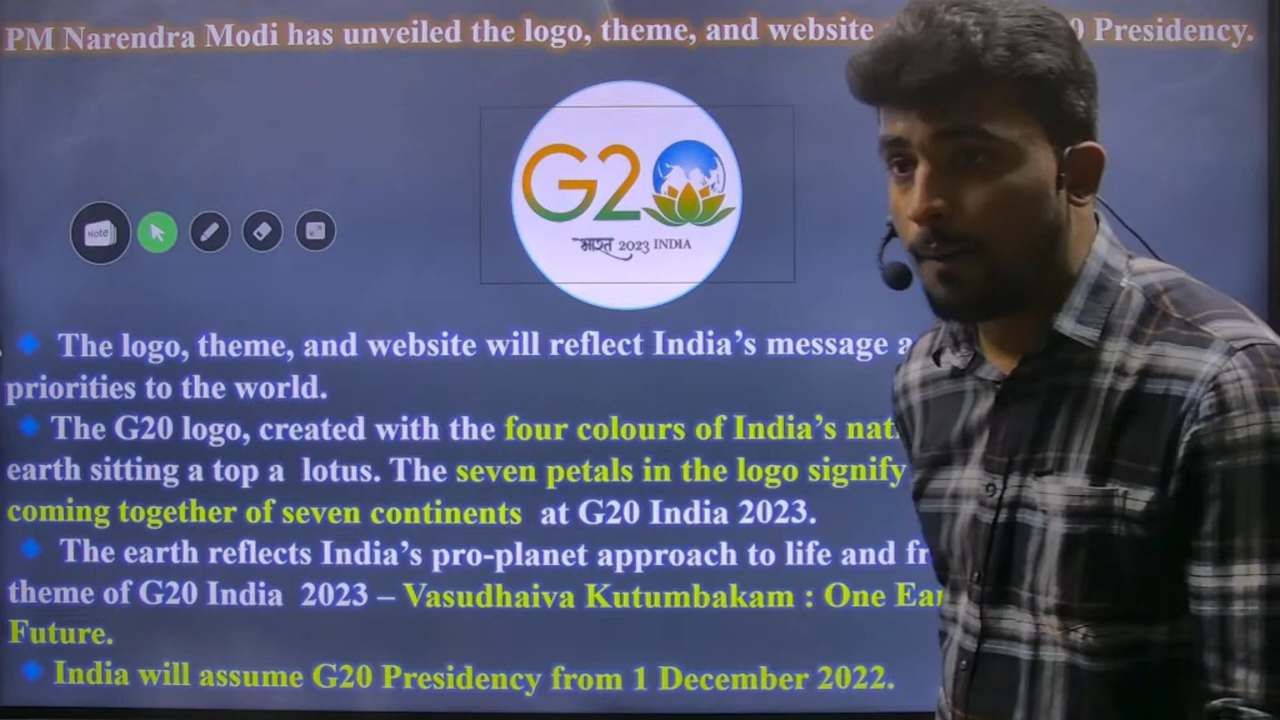 PM Narendra Modi has unveiled the logo, theme, and website 0 Presidency.
G20
भारत 2023 INDIA
Note
The logo, theme, and website will reflect India’s message a
priorities to the world.
The G20 logo, created with the four colours of India’s nat
earth sitting a top a lotus. The seven petals in the logo signify
coming together of seven continents at G20 India 2023.
The earth reflects India’s pro-planet approach to life and fr
theme of G20 India 2023 – Vasudhaiva Kutumbakam : One Ear
Future.
India will assume G20 Presidency from 1 December 2022.